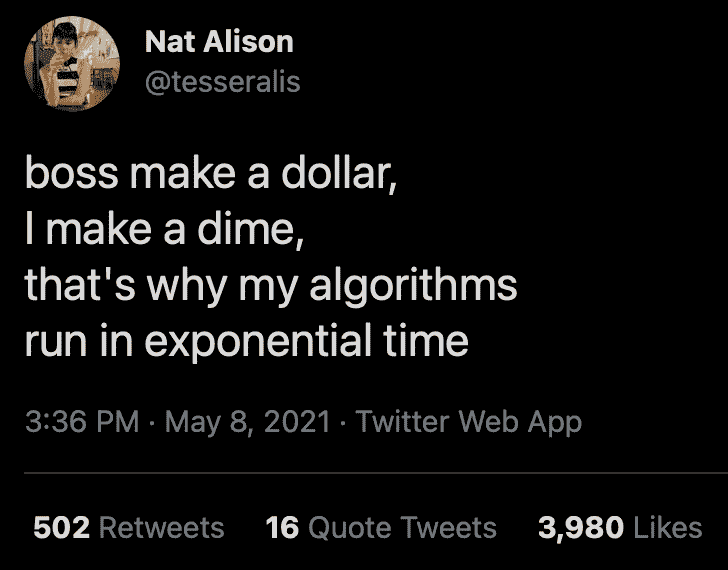 Nat Alison
@tesseralis
boss make a dollar,
I make a dime,
that's why my algorithms
run in exponential time
3:36 PM · May 8, 2021 · Twitter Web App
502 Retweets 16 Quote Tweets 3,980 Likes